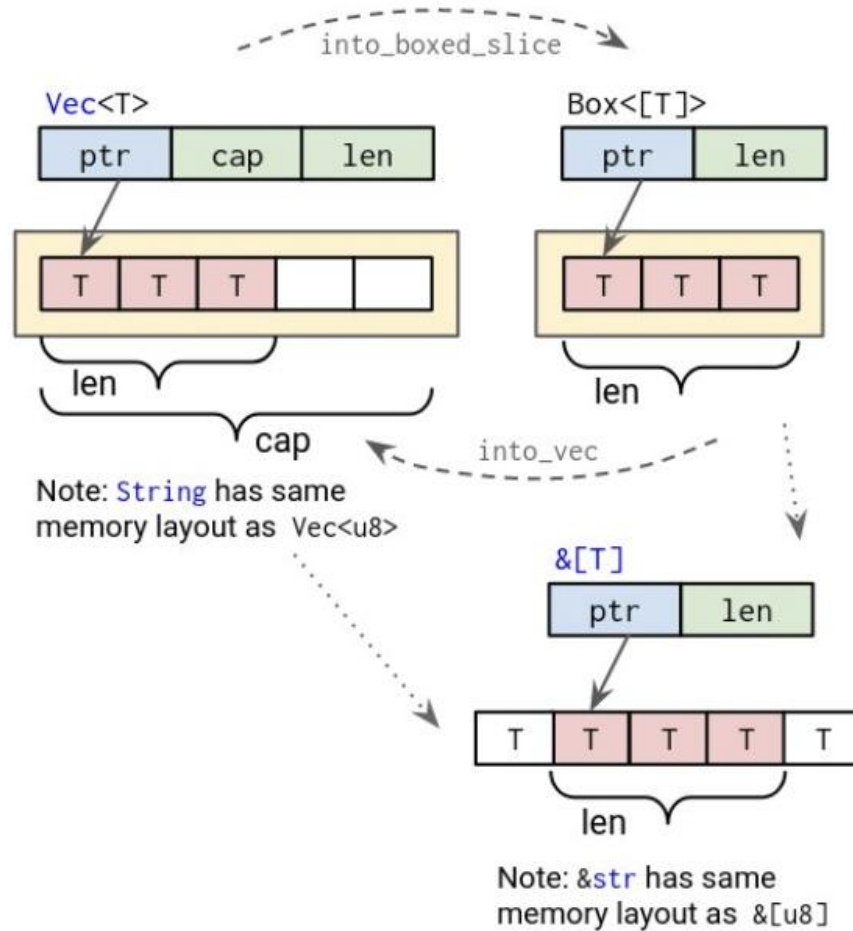 into_boxed_slice
Vec<T>
Box<[T]>
ptr cap len
ptr len
T T T
T T T
len
len
cap
into_vec
Note: String has same
memory layout as Vec<u8>
&[T]
ptr len
T T T T T
len
Note: &str has same
memory layout as &[u8]